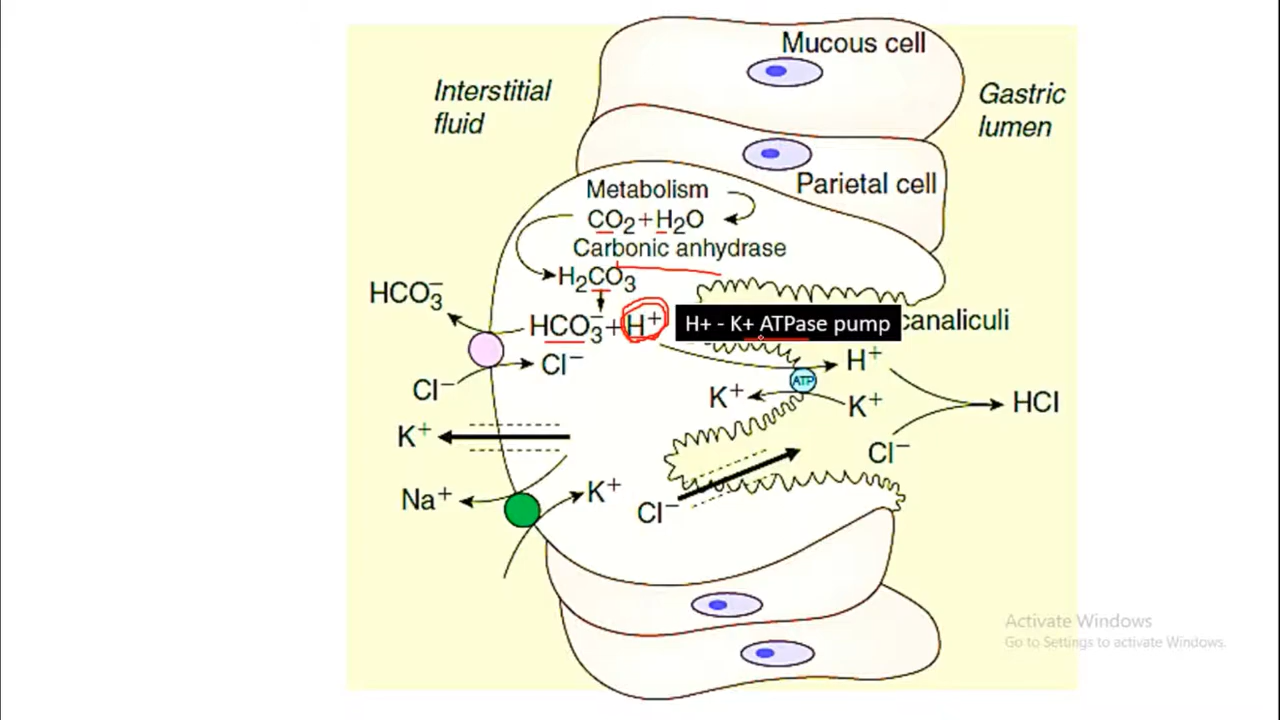 Mucous cell
Interstitial
fluid
Gastric
lumen
Parietal cell
Metabolism
CO2+H2O
Carbonic anhydrase
H2CO3
HCO3−
HCO3−+H+
H+ - K+ ATPase pump
canaliculi
Cl−
Cl−
H+
ATP
K+
K+
HCl
K+
Cl−
Na+
K+
Cl−
Activate Windows
Go to Settings to activate Windows.